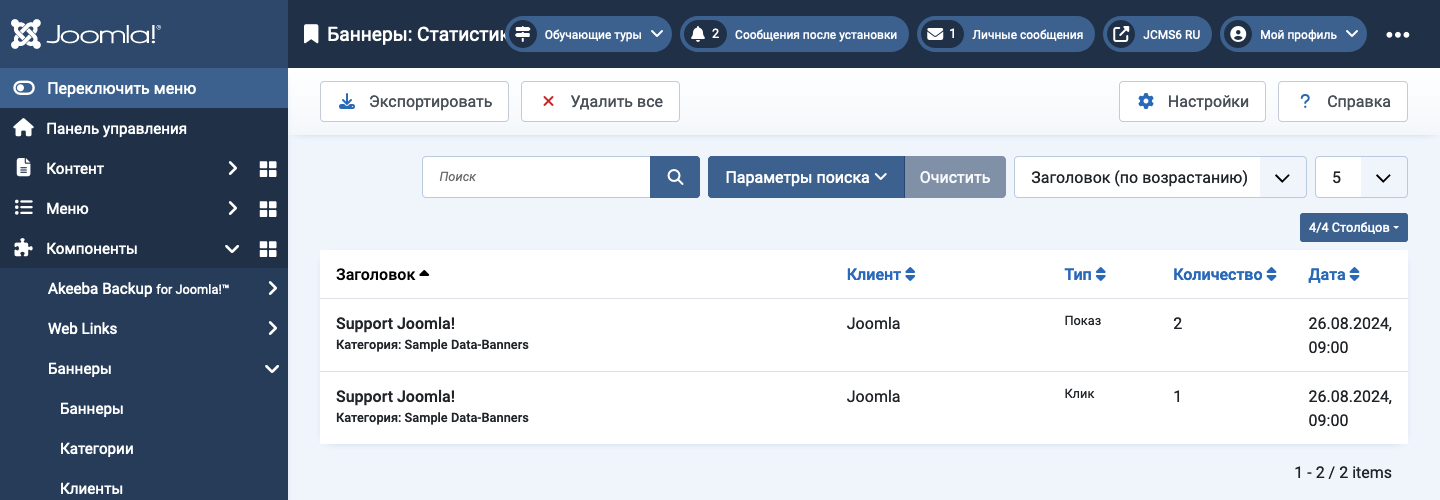 Joomla!®
Баннеры: Статистик
Обучающие туры
2 Сообщения после установки
1 Личные сообщения
JCMS6 RU
Мой профиль
Переключить меню
Панель управления
Контент
Меню
Компоненты
Akeeba Backup for Joomla!™
Web Links
Баннеры
Баннеры
Категории
Клиенты
Экспортировать
Удалить все
Настройки
? Справка
Поиск
Параметры поиска
Очистить
Заголовок (по возрастанию)
5
4/4 Столбцов
Заголовок Клиент Тип Количество Дата
Support Joomla! Joomla Показ 2 26.08.2024,
Категория: Sample Data-Banners 09:00
Support Joomla! Joomla Клик 1 26.08.2024,
Категория: Sample Data-Banners 09:00
1 - 2 / 2 items